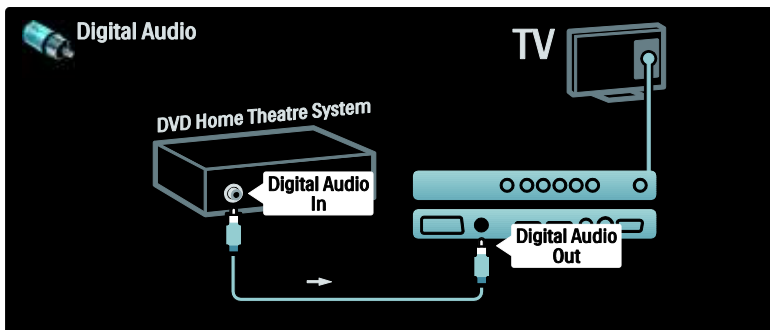 Digital Audio
TV
DVD Home Theatre System
Digital Audio
In
Digital Audio
Out